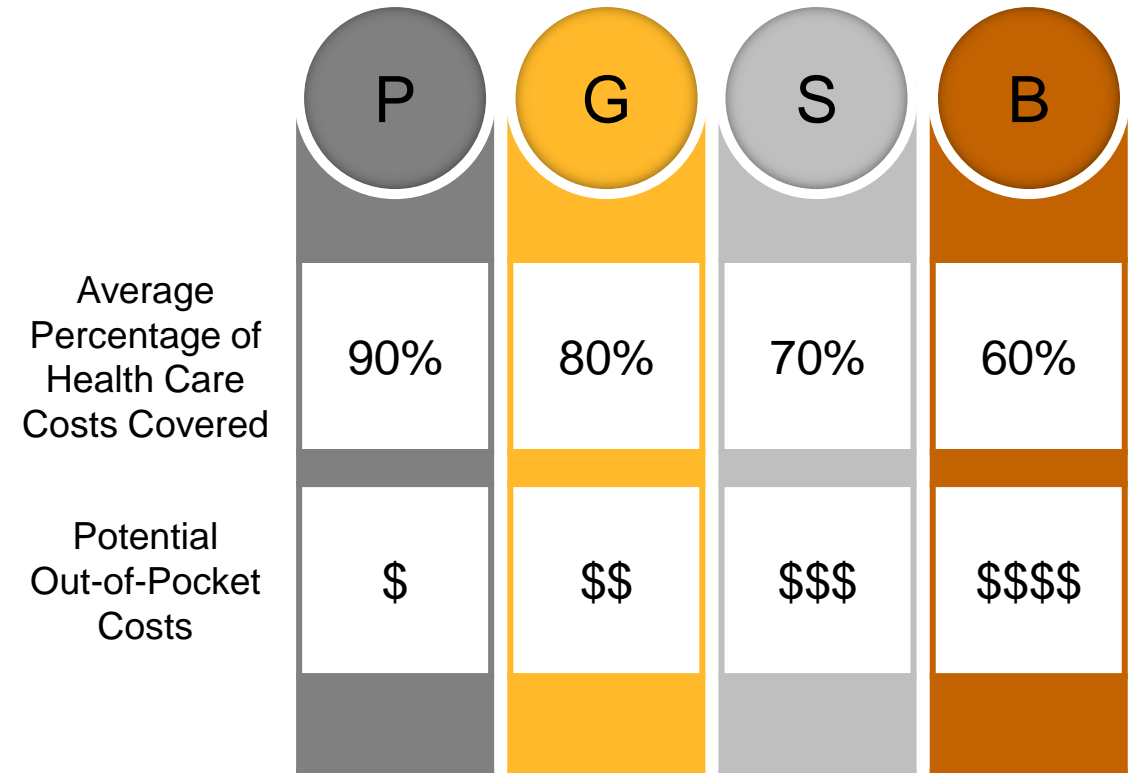 P G S B
Average
Percentage of
Health Care
Costs Covered
90% 80% 70% 60%
Potential
Out-of-Pocket
Costs
$ $$ $$$ $$$$